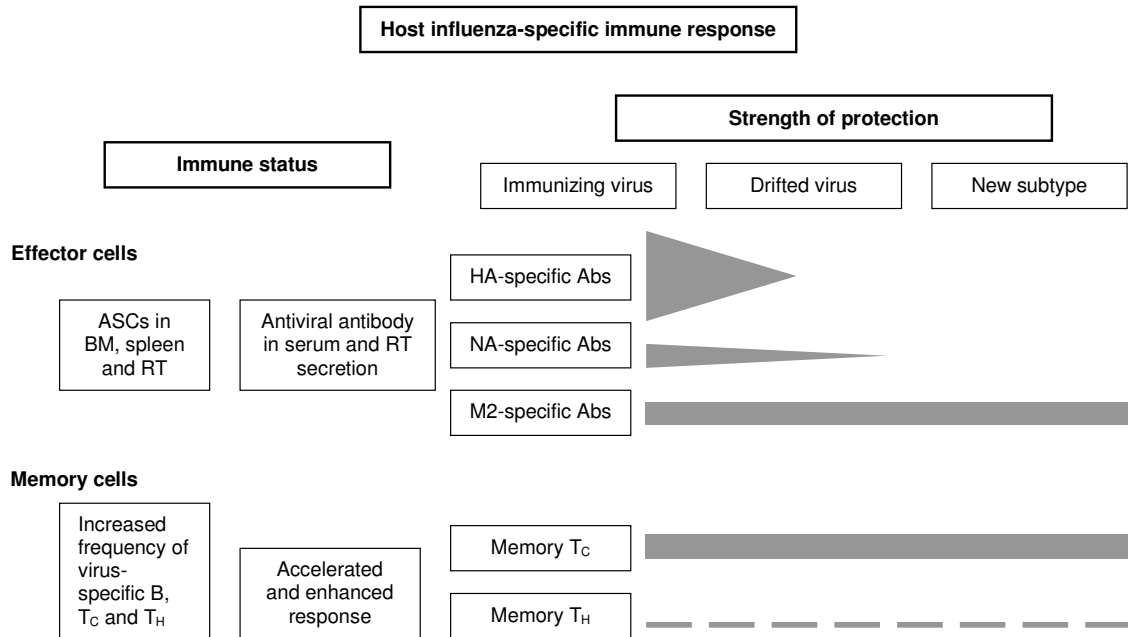 Host influenza-specific immune response
Strength of protection
Immune status
Immunizing virus
Drifted virus
New subtype
Effector cells
HA-specific Abs
ASCs in
BM, spleen
and RT
Antiviral antibody
in serum and RT
secretion
NA-specific Abs
M2-specific Abs
Memory cells
Increased
frequency of
virus-
specific B,
TC and TH
Accelerated
and enhanced
response
Memory TC
Memory TH